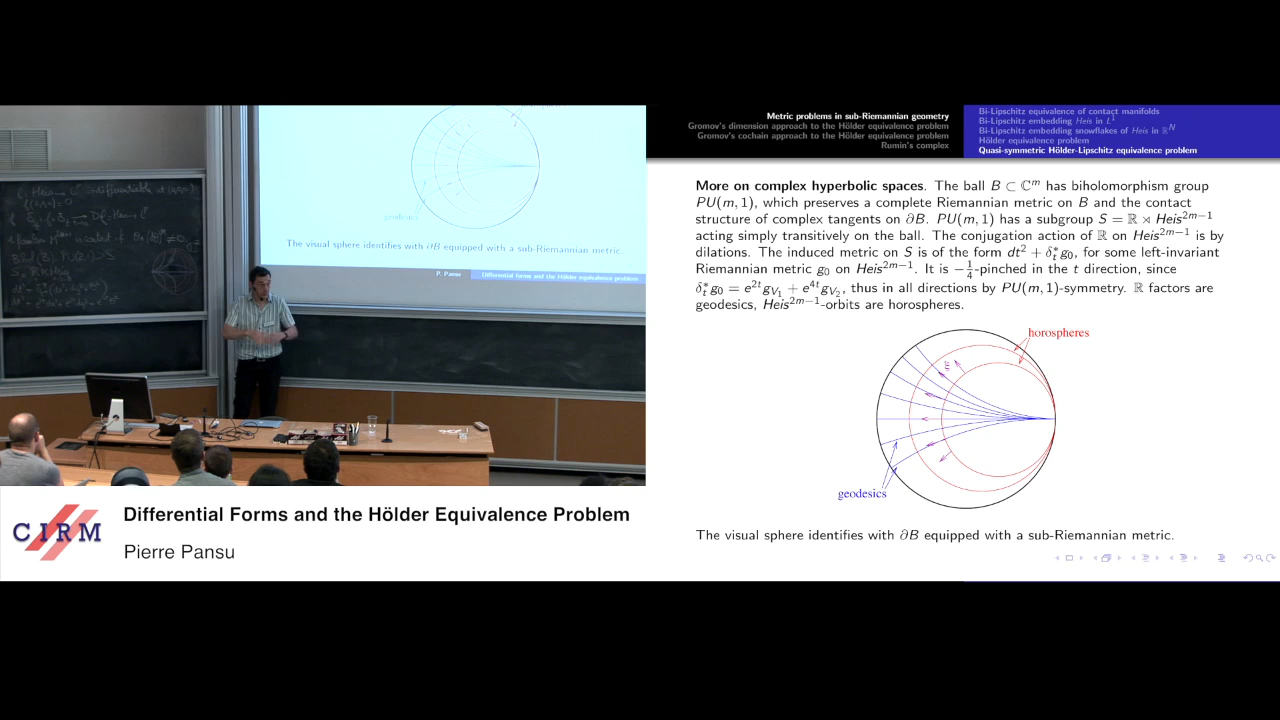 Metric problems in sub-Riemannian geometry
Gromov's dimension approach to the Hölder equivalence problem
Gromov's cochain approach to the Hölder equivalence problem
Rumin's complex
Bi-Lipschitz equivalence of contact manifolds
Bi-Lipschitz embedding Heis in L¹
Bi-Lipschitz embedding snowflakes of Heis in ℝᴺ
Hölder equivalence problem
Quasi-symmetric Hölder-Lipschitz equivalence problem
More on complex hyperbolic spaces. The ball B ⊂ ℂᵐ has biholomorphism group
PU(m, 1), which preserves a complete Riemannian metric on B and the contact
structure of complex tangents on ∂B. PU(m, 1) has a subgroup S = ℝ ⋊ Heis²ᵐ⁻¹
acting simply transitively on the ball. The conjugation action of ℝ on Heis²ᵐ⁻¹ is by
dilations. The induced metric on S is of the form dt² + δₜ*g₀, for some left-invariant
Riemannian metric g₀ on Heis²ᵐ⁻¹. It is −1/4-pinched in the t direction, since
δₜ*g₀ = e²ᵗg_V₁ + e⁴ᵗg_V₂, thus in all directions by PU(m, 1)-symmetry. ℝ factors are
geodesics, Heis²ᵐ⁻¹-orbits are horospheres.
horospheres
ξ
geodesics
The visual sphere identifies with ∂B equipped with a sub-Riemannian metric.
geodesics
The visual sphere identifies with ∂B equipped with a sub-Riemannian metric.
P. Pansu
Differential forms and the Hölder equivalence problem
CIRM
Differential Forms and the Hölder Equivalence Problem
Pierre Pansu